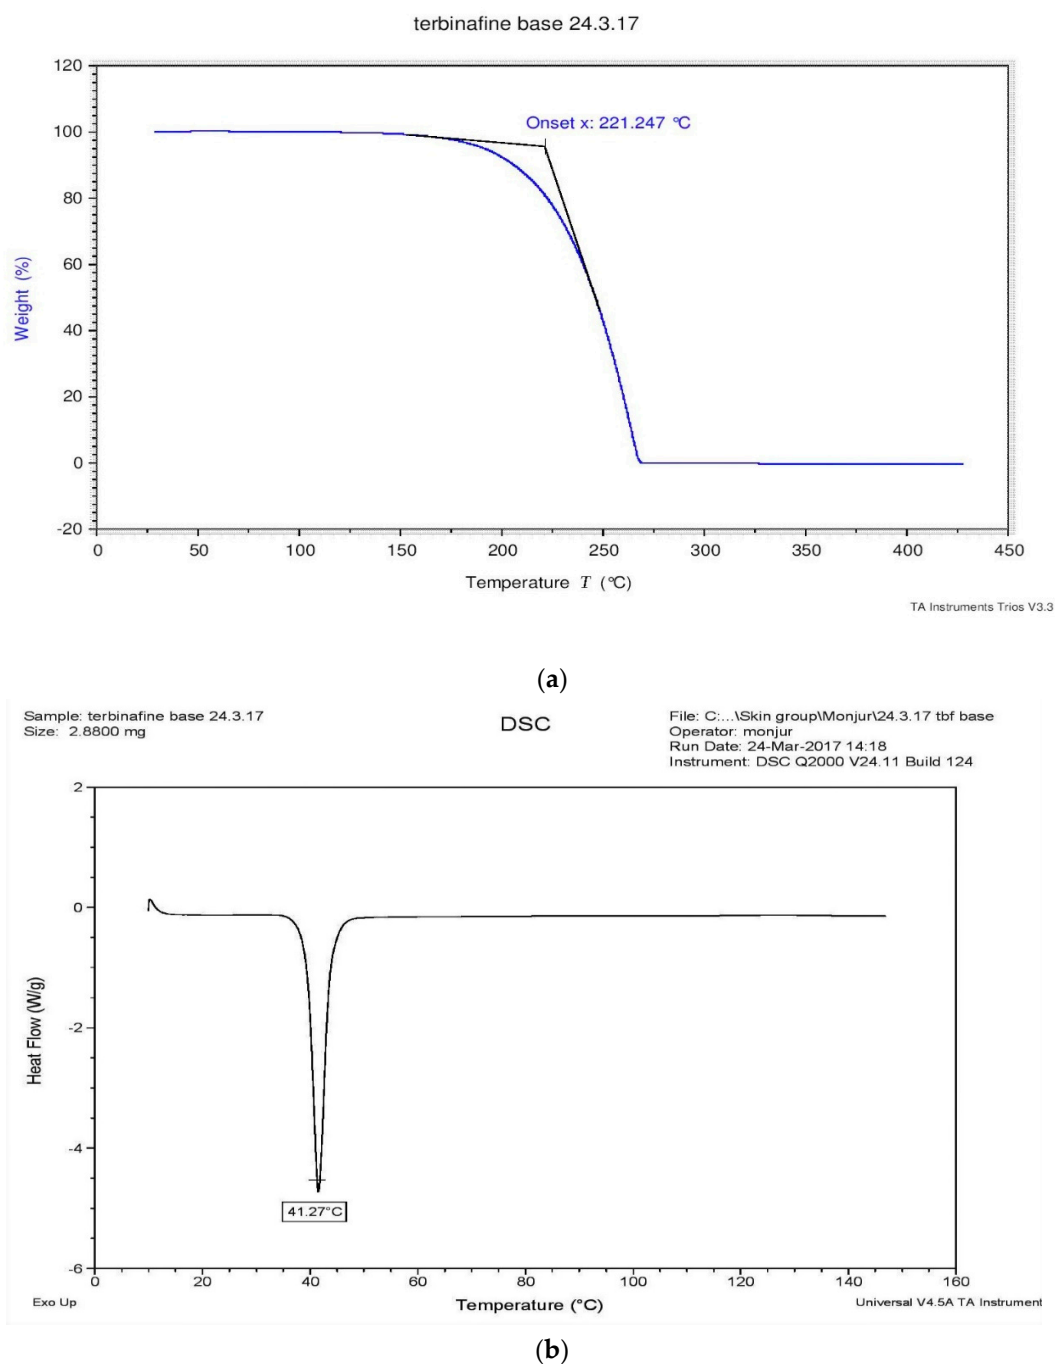 terbinafine base 24.3.17
120
100
80
60
40
20
0
-20
Weight (%)
Onset x: 221.247 °C
0 50 100 150 200 250 300 350 400 450
Temperature T (°C)
TA Instruments Trios V3.3
(a)
Sample: terbinafine base 24.3.17
Size: 2.8800 mg
DSC
File: C:...\Skin group\Monjur\24.3.17 tbf base
Operator: monjur
Run Date: 24-Mar-2017 14:18
Instrument: DSC Q2000 V24.11 Build 124
2
0
-2
-4
-6
Heat Flow (W/g)
41.27°C
0 20 40 60 80 100 120 140 160
Exo Up
Temperature (°C)
Universal V4.5A TA Instrument
(b)